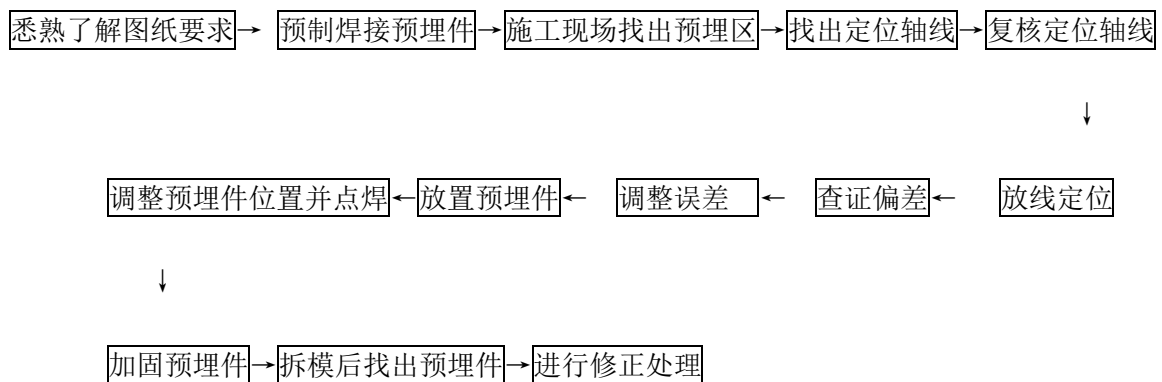 悉熟了解图纸要求→ 预制焊接预埋件→施工现场找出预埋区→找出定位轴线→复核定位轴线
↓
调整预埋件位置并点焊←放置预埋件← 调整误差 ← 查证偏差← 放线定位
↓
加固预埋件→拆模后找出预埋件→进行修正处理